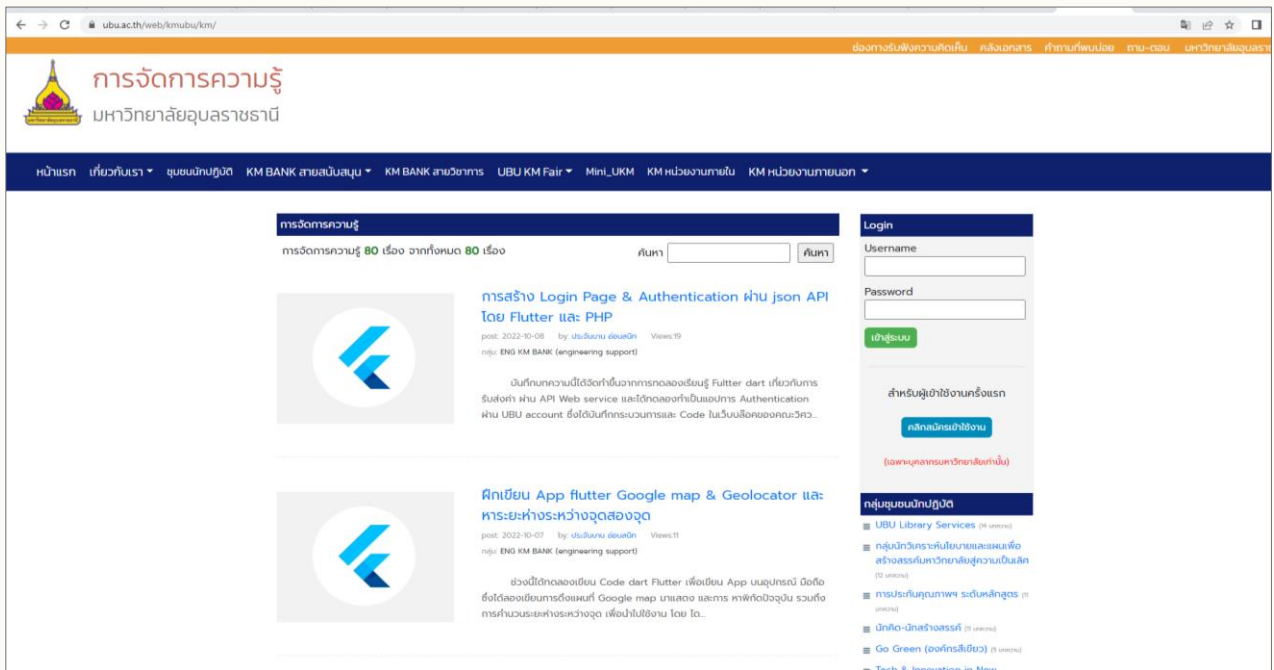 ubu.ac.th/web/kmubu/km/
ช่องทางรับฟังความคิดเห็น คลังเอกสาร คำถามที่พบบ่อย ถาม-ตอบ มหาวิทยาลัยอุบลราช
การจัดการความรู้
มหาวิทยาลัยอุบลราชธานี
หน้าแรก เกี่ยวกับเรา ชุมชนนักปฏิบัติ KM BANK สายสนับสนุน KM BANK สายวิชาการ UBU KM Fair Mini_UKM KM หน่วยงานภายใน KM หน่วยงานภายนอก
การจัดการความรู้
การจัดการความรู้ 80 เรื่อง จากทั้งหมด 80 เรื่อง ค้นหา ค้นหา
การสร้าง Login Page & Authentication ผ่าน json API
โดย Flutter และ PHP
post: 2022-10-08 by: ประดับบานุ อ่อนสนิท Views:19
กลุ่ม: ENG KM BANK (engineering support)
บันทึกบทความนี้ได้จัดทำขึ้นจากการทดลองเรียนรู้ Fultter dart เกี่ยวกับการ
รับส่งค่า ผ่าน API Web service และได้ทดลองทำเป็นแอปการ Authentication
ผ่าน UBU account ซึ่งได้บันทึกกระบวนการและ Code ในเว็บบล็อคของคณะวิศว...
ฝึกเขียน App flutter Google map & Geolocator และ
หาระยะห่างระหว่างจุดสองจุด
post: 2022-10-07 by: Views:11
กลุ่ม: ENG KM BANK (engineering support)
ช่วงนี้ได้ทดลองเขียน Code dart Flutter เพื่อเขียน App บนอุปกรณ์ มือถือ
ซึ่งได้ลองเขียนการดึงแผนที่ Google map มาแสดง และการ หาพิกัดปัจจุบัน รวมถึง
การคำนวนระยะห่างระหว่างจุด เพื่อนำไปใช้งาน โดย ได...
Login
Username
Password
เข้าสู่ระบบ
สำหรับผู้เข้าใช้งานครั้งแรก
คลิกสมัครเข้าใช้งาน
(เฉพาะบุคลากรมหาวิทยาลัยเท่านั้น)
กลุ่มชุมชนนักปฏิบัติ
UBU Library Services (14 บทความ)
กลุ่มนักวิเคราะห์นโยบายและแผนเพื่อ
สร้างสรรค์มหาวิทยาลัยสู่ความเป็นเลิศ
(12 บทความ)
การประกันคุณภาพฯ ระดับหลักสูตร (11
บทความ)
นักคิด-นักสร้างสรรค์ (11 บทความ)
Go Green (องค์กรสีเขียว) (9 บทความ)
Tech & Innovation in New